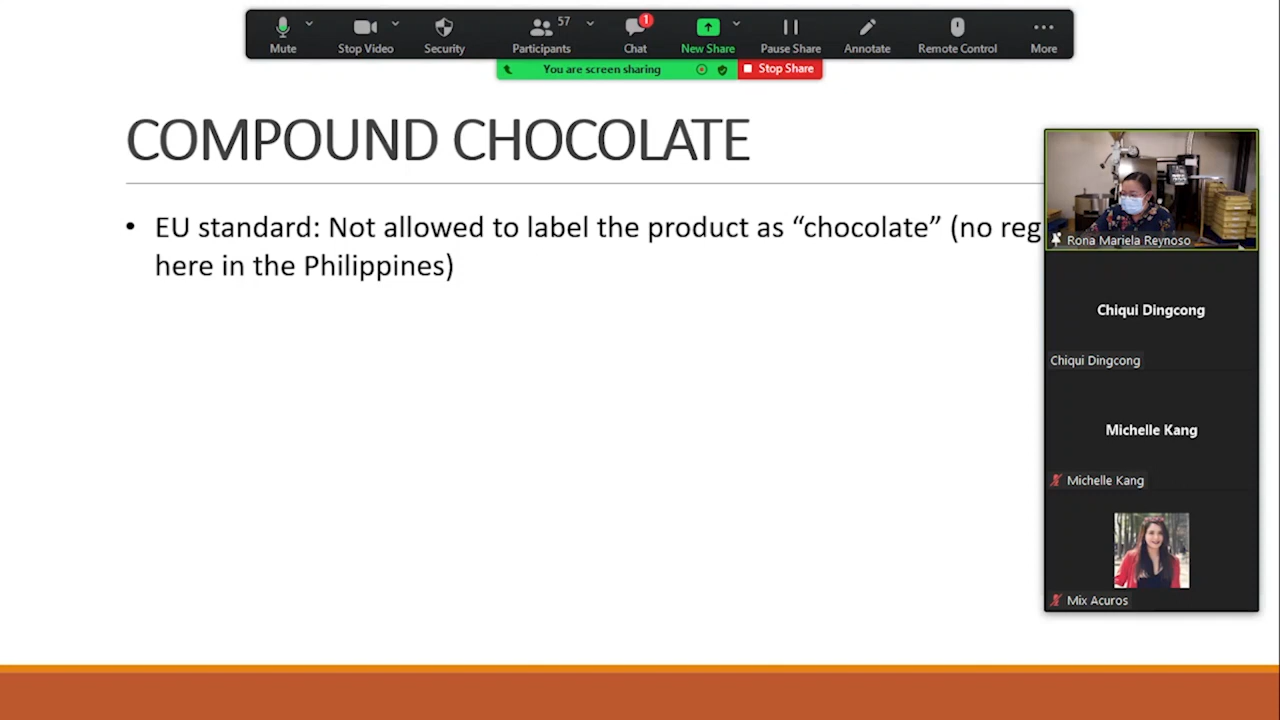 57
1
Mute
Stop Video
Security
Participants
Chat
New Share
Pause Share
Annotate
Remote Control
More
You are screen sharing
Stop Share
COMPOUND CHOCOLATE
• EU standard: Not allowed to label the product as “chocolate” (no reg
here in the Philippines)
Rona Mariela Reynoso
Chiqui Dingcong
Chiqui Dingcong
Michelle Kang
Michelle Kang
Mix Acuros